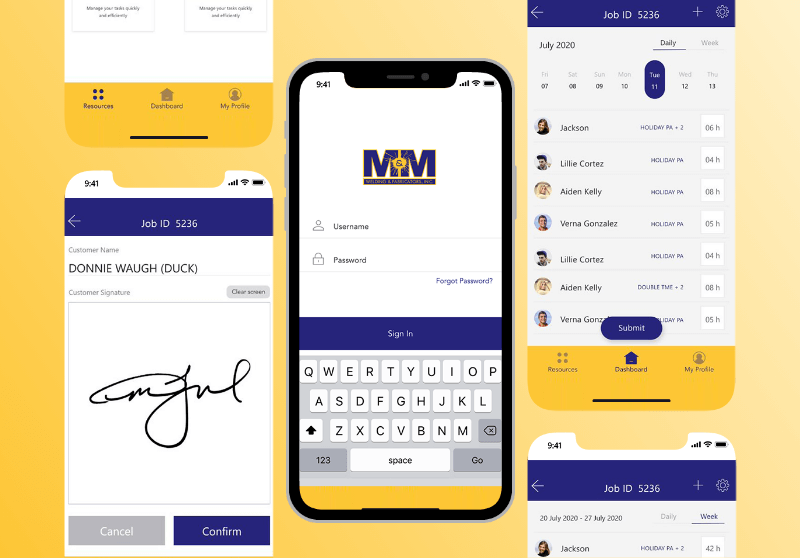 Manage your tasks quickly
and efficiently
Manage your tasks quickly
and efficiently
Resources
Dashboard
My Profile
9:41
Job ID 5236
Customer Name
DONNIE WAUGH (DUCK)
Customer Signature
Clear screen
Cancel
Confirm
9:41
M&M
WELDING & FABRICATORS, INC.
Username
Password
Forgot Password?
Sign In
Q W E R T Y U I O P
A S D F G H J K L
Z X C V B N M
123
space
Go
Job ID 5236
July 2020
Daily
Week
Fri Sat Sun Mon Tue Wed Thu
07 08 09 10 11 12 13
Jackson HOLIDAY PA + 2 06 h
Lillie Cortez HOLIDAY PA 04 h
Aiden Kelly HOLIDAY PA 08 h
Verna Gonzalez HOLIDAY PA 05 h
Lillie Cortez HOLIDAY PA 04 h
Aiden Kelly DOUBLE TME + 2 08 h
Verna HOLIDAY PA 05 h
Submit
Resources
Dashboard
My Profile
9:41
Job ID 5236
20 July 2020 - 27 July 2020
Daily
Week
Jackson HOLIDAY PA + 2 42 h